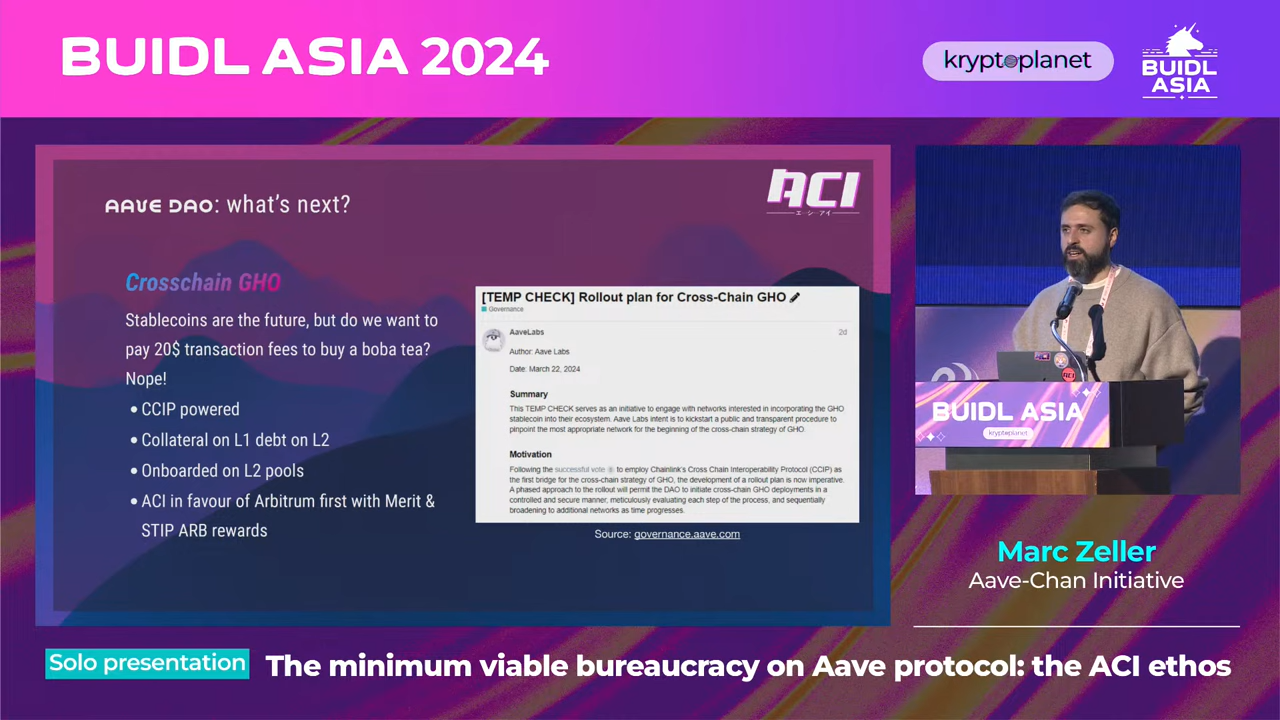 BUIDL ASIA 2024
kryptoplanet
BUIDL
ASIA
AAVE DAO: what's next?
ACI
エ・シ・アイ
Crosschain GHO
Stablecoins are the future, but do we want to
pay 20$ transaction fees to buy a boba tea?
Nope!
• CCIP powered
• Collateral on L1 debt on L2
• Onboarded on L2 pools
• ACI in favour of Arbitrum first with Merit &
STIP ARB rewards
[TEMP CHECK] Rollout plan for Cross-Chain GHO
Governance
AaveLabs
2d
Author: Aave Labs
Date: March 22, 2024
Summary
This TEMP CHECK serves as an initiative to engage with networks interested in incorporating the GHO
stablecoin into their ecosystem. Aave Labs intent is to kickstart a public and transparent procedure to
pinpoint the most appropriate network for the beginning of the cross-chain strategy of GHO.
Motivation
Following the successful vote to employ Chainlink's Cross Chain Interoperability Protocol (CCIP) as
the first bridge for the cross-chain strategy of GHO, the development of a rollout plan is now imperative.
A phased approach to the rollout will permit the DAO to initiate cross-chain GHO deployments in a
controlled and secure manner, meticulously evaluating each step of the process, and sequentially
broadening to additional networks as time progresses.
Source: governance.aave.com
ACI
BUIDL ASIA
kryptoplanet
Marc Zeller
Aave-Chan Initiative
Solo presentation
The minimum viable bureaucracy on Aave protocol: the ACI ethos